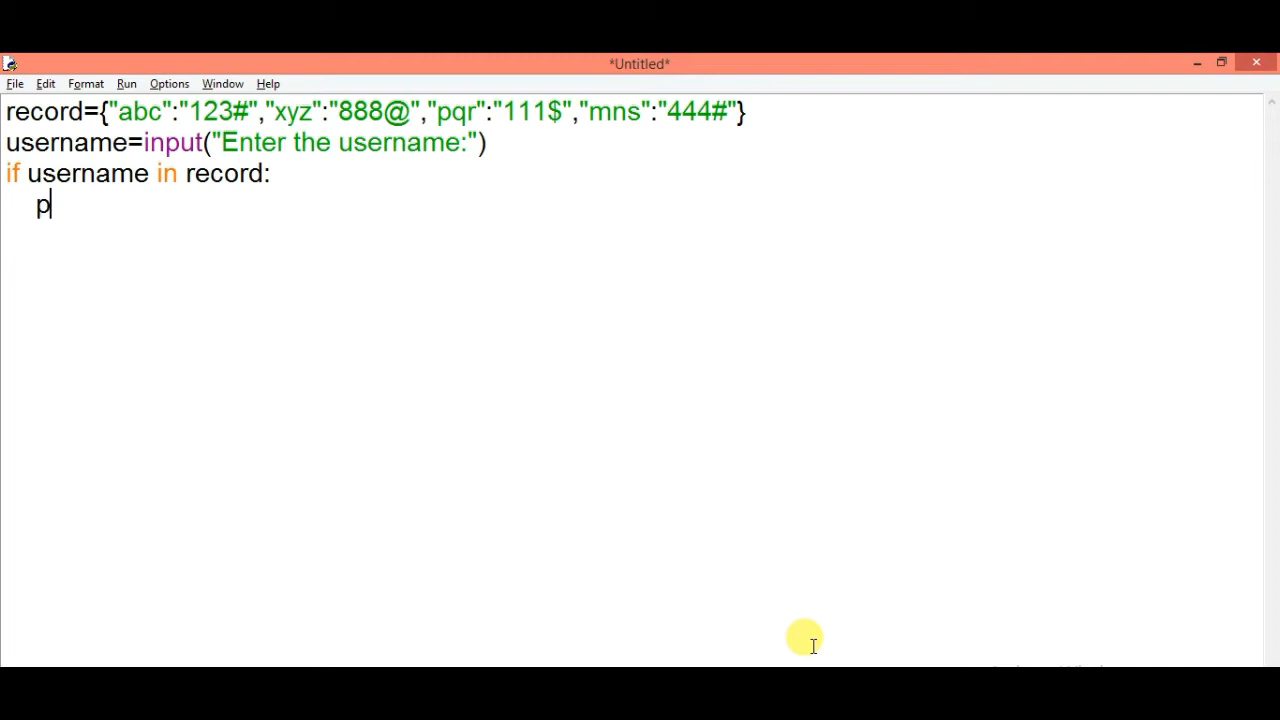 *Untitled*
File Edit Format Run Options Window Help
record={"abc":"123#","xyz":"888@","pqr":"111$","mns":"444#"}
username=input("Enter the username:")
if username in record:
    p